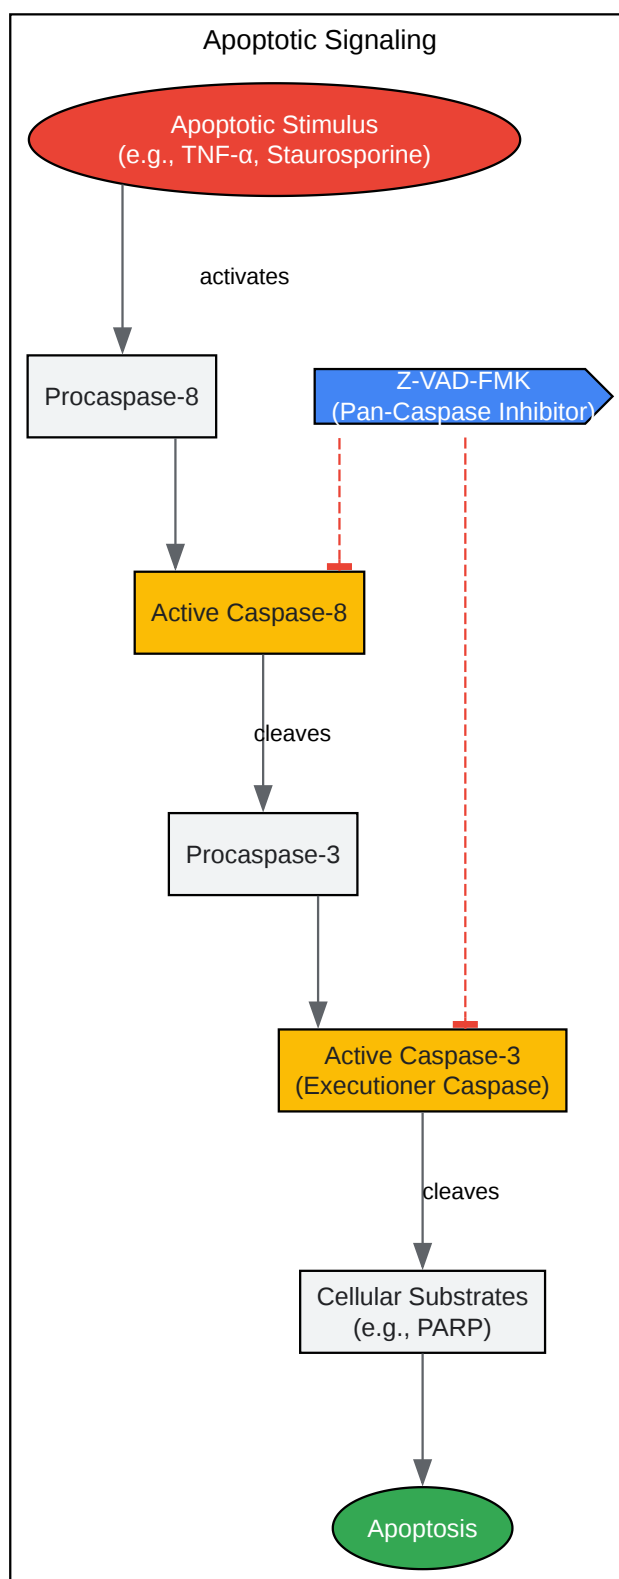 Apoptotic Signaling
Apoptotic Stimulus
(e.g., TNF-α, Staurosporine)
activates
Procaspase-8
Z-VAD-FMK
(Pan-Caspase Inhibitor)
Active Caspase-8
cleaves
Procaspase-3
Active Caspase-3
(Executioner Caspase)
cleaves
Cellular Substrates
(e.g., PARP)
Apoptosis